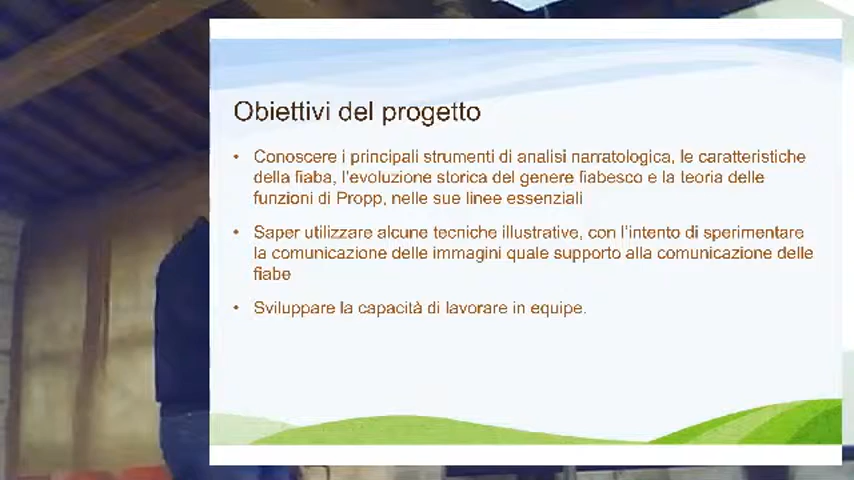 Obiettivi del progetto
• Conoscere i principali strumenti di analisi narratologica, le caratteristiche
della fiaba, l'evoluzione storica del genere fiabesco e la teoria delle
funzioni di Propp, nelle sue linee essenziali
• Saper utilizzare alcune tecniche illustrative, con l'intento di sperimentare
la comunicazione delle immagini quale supporto alla comunicazione delle
fiabe
• Sviluppare la capacità di lavorare in equipe.